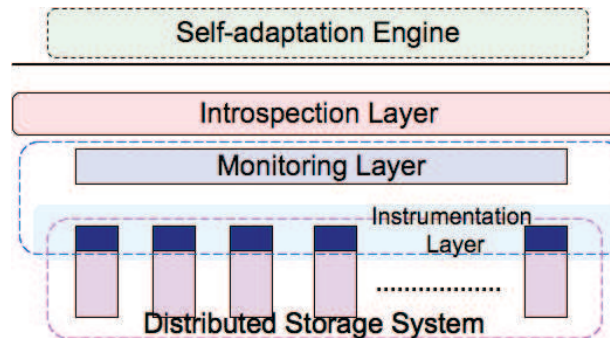 Self-adaptation Engine
Introspection Layer
Monitoring Layer
Instrumentation
Layer
Distributed Storage System